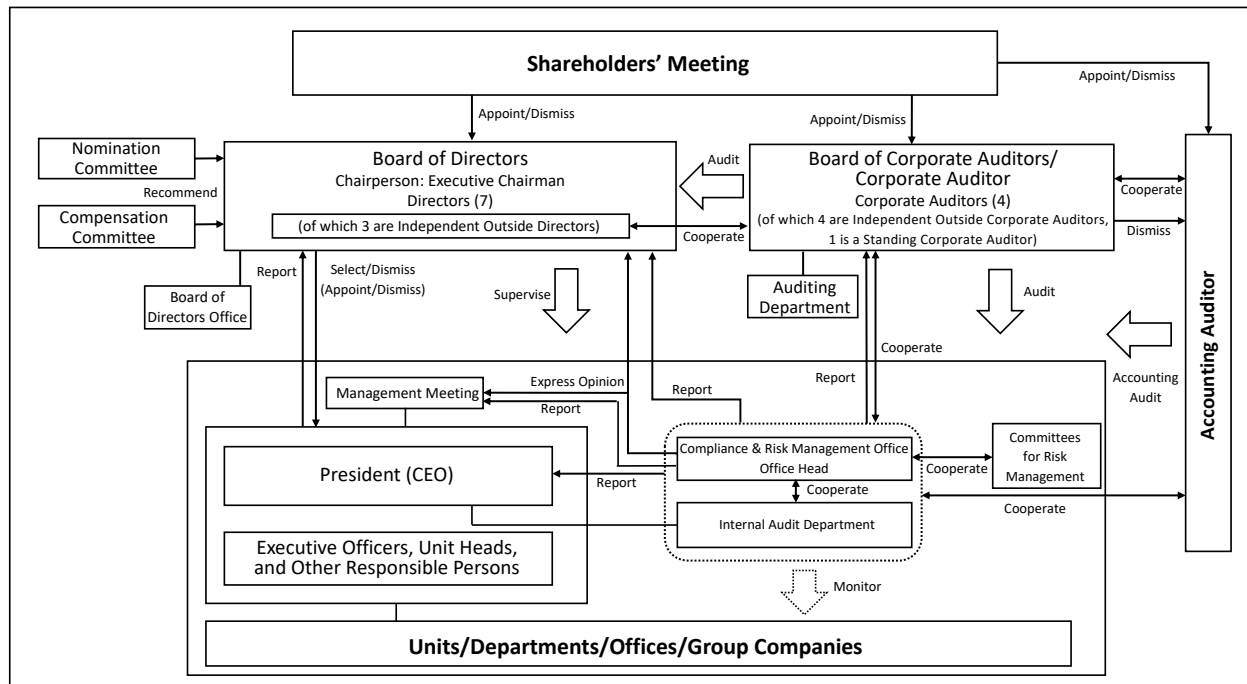 Shareholders’ Meeting
Appoint/Dismiss
Appoint/Dismiss
Appoint/Dismiss
Nomination
Committee
Recommend
Compensation
Committee
Board of Directors
Chairperson: Executive Chairman
Directors (7)
(of which 3 are Independent Outside Directors)
Audit
Cooperate
Board of Corporate Auditors/
Corporate Auditor
Corporate Auditors (4)
(of which 4 are Independent Outside Corporate Auditors,
1 is a Standing Corporate Auditor)
Cooperate
Dismiss
Board of
Directors Office
Report
Select/Dismiss
(Appoint/Dismiss)
Supervise
Auditing
Department
Audit
Accounting Auditor
Cooperate
Report
Accounting
Audit
Management Meeting
Express Opinion
Report
Report
President (CEO)
Report
Compliance & Risk Management Office
Office Head
Cooperate
Internal Audit Department
Cooperate
Committees
for Risk
Management
Cooperate
Executive Officers, Unit Heads,
and Other Responsible Persons
Monitor
Units/Departments/Offices/Group Companies